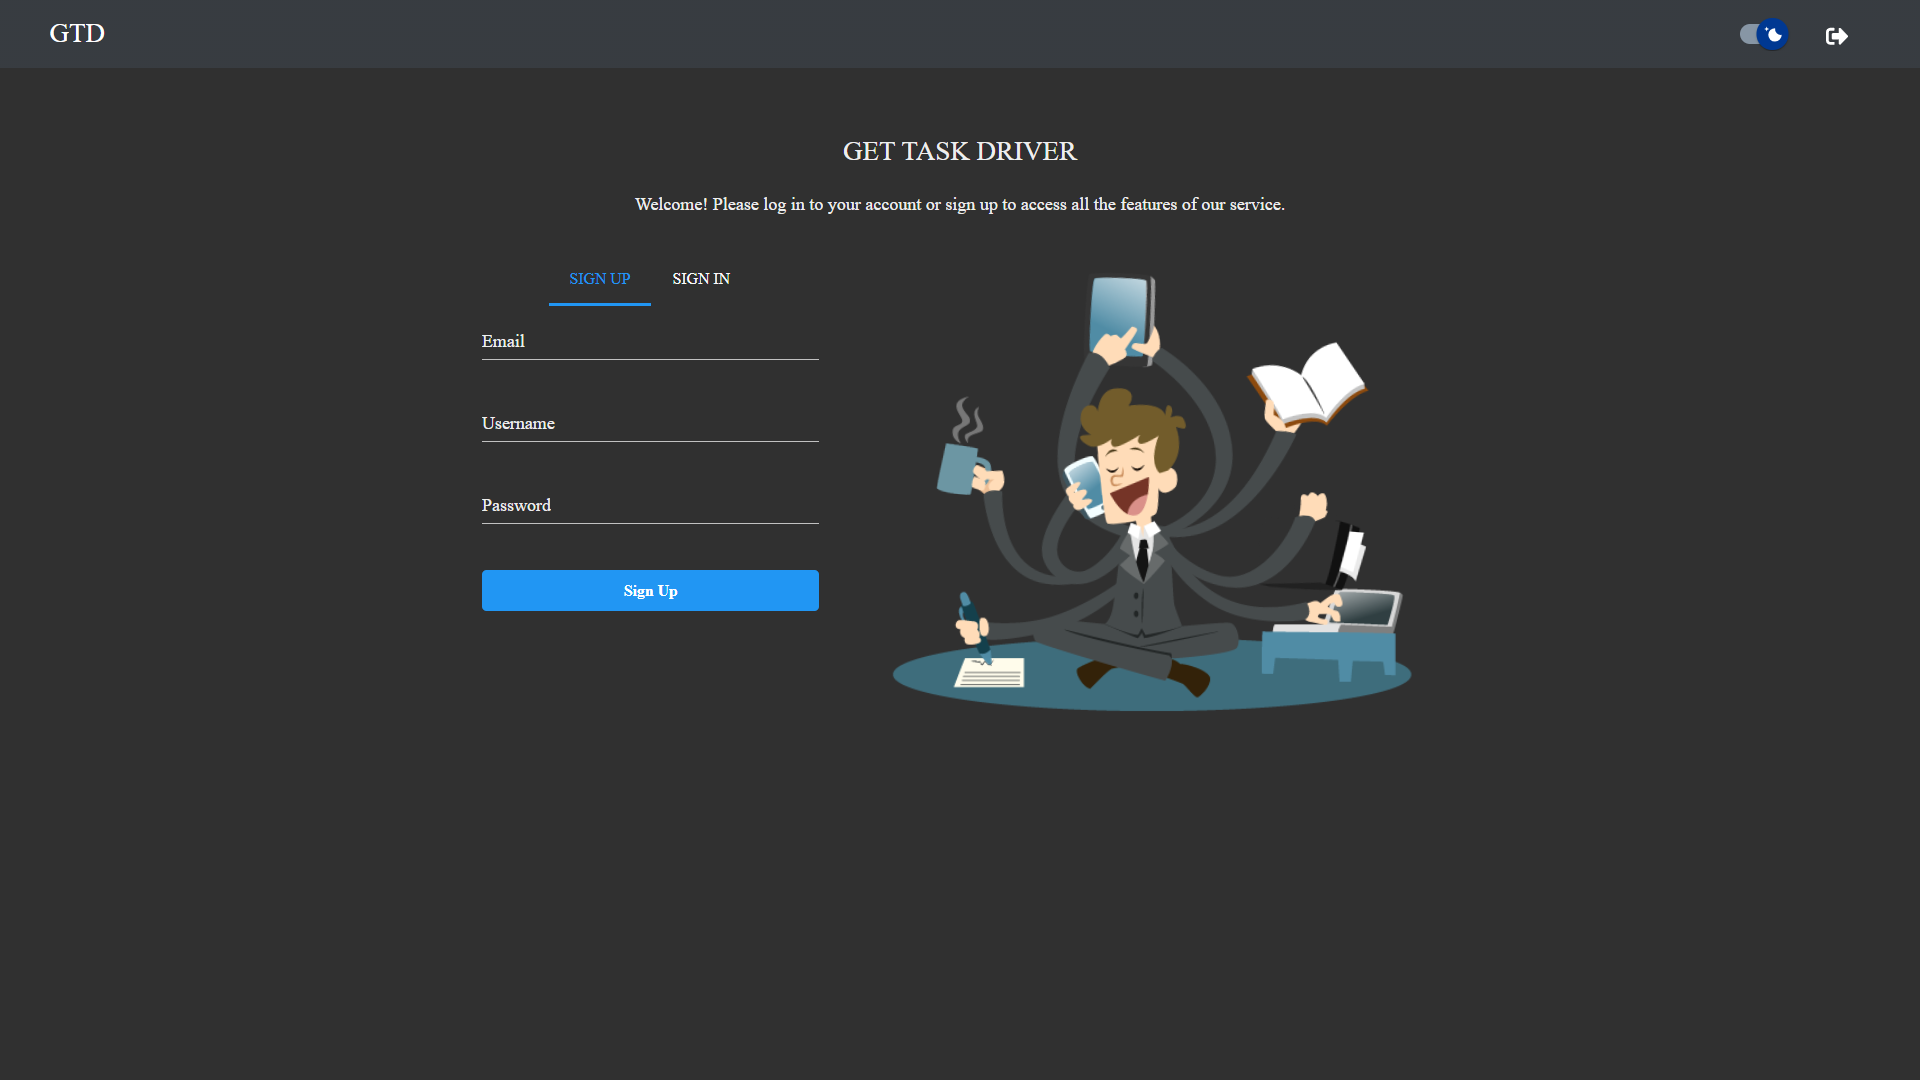 GTD
GET TASK DRIVER
Welcome! Please log in to your account or sign up to access all the features of our service.
SIGN UP SIGN IN
Email
Username
Password
Sign Up